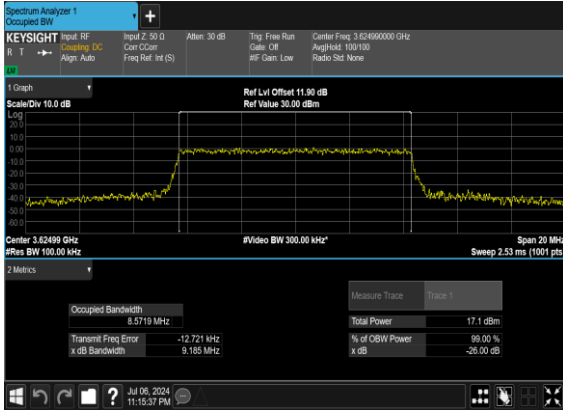 Spectrum Analyzer 1
Occupied BW
KEYSIGHT Input: RF Input Z: 50 Ω Atten: 30 dB Trig: Free Run Center Freq: 3.624990000 GHz
R T Coupling: DC Corr CCorr Gate: Off Avg|Hold: 100/100
Align: Auto Freq Ref: Int (S) #IF Gain: Low Radio Std: None
1 Graph
Ref Lvl Offset 11.90 dB
Scale/Div 10.0 dB Ref Value 30.00 dBm
Log
20.0
10.0
0.00
-10.0
-20.0
-30.0
-40.0
-50.0
-60.0
Center 3.62499 GHz #Video BW 300.00 kHz* Span 20 MHz
#Res BW 100.00 kHz Sweep 2.53 ms (1001 pts
2 Metrics
Measure Trace Trace 1
Occupied Bandwidth
8.5719 MHz Total Power 17.1 dBm
Transmit Freq Error -12.721 kHz % of OBW Power 99.00 %
x dB Bandwidth 9.185 MHz x dB -26.00 dB
? Jul 06, 2024
11:15:37 PM